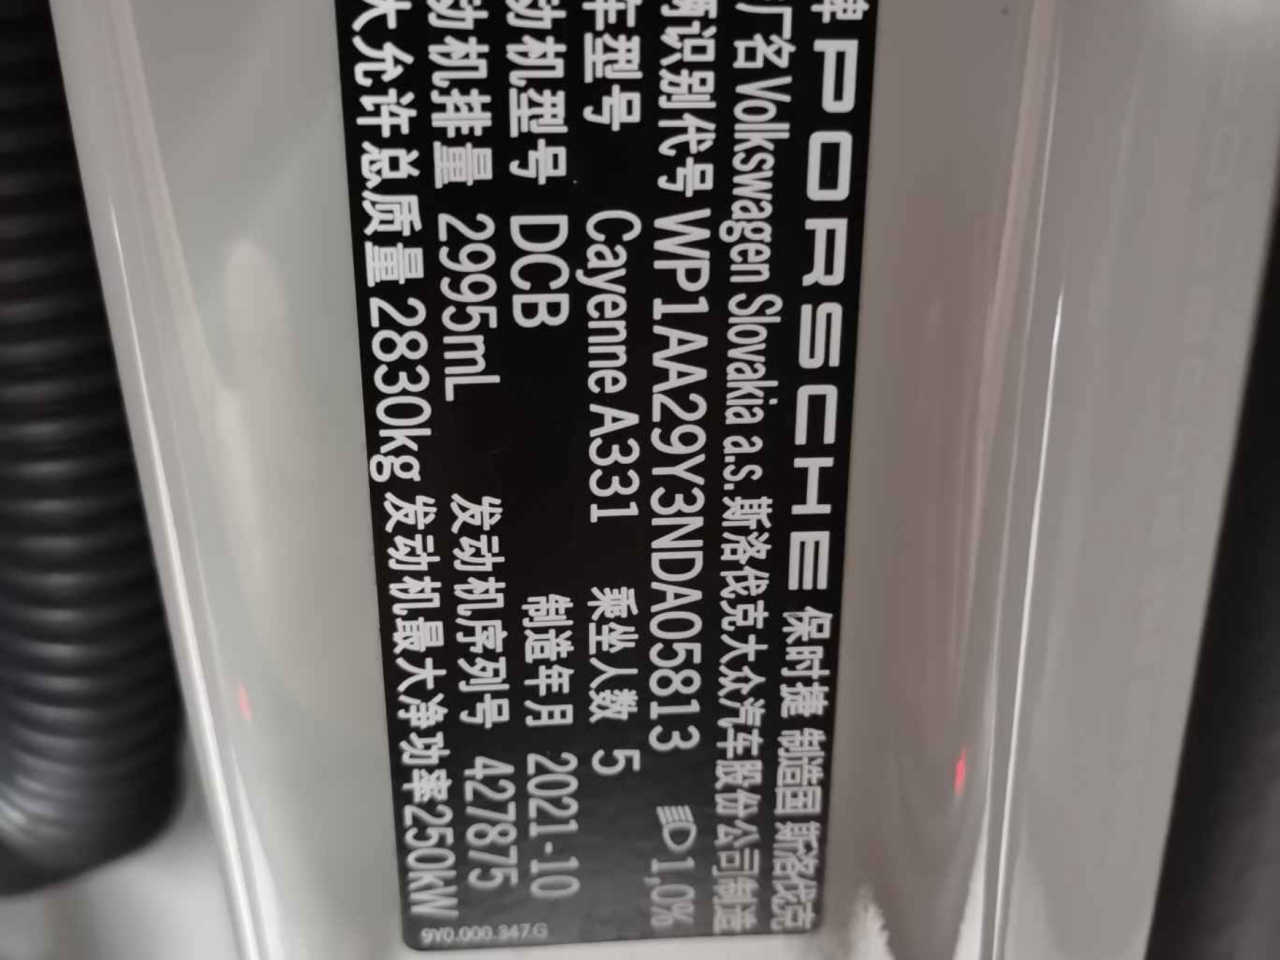 牌 PORSCHE 保时捷 制造国 斯洛伐克
厂名 Volkswagen Slovakia a.s. 斯洛伐克大众汽车股份公司制造
识别代号 WP1AA29Y3NDA05813 1,0%
车型号 Cayenne A331 乘坐人数 5
动机型号 DCB 制造年月 2021-10
动机排量 2995mL 发动机序列号 427875
大允许总质量 2830kg 发动机最大净功率250kW
9Y0.000.347.G